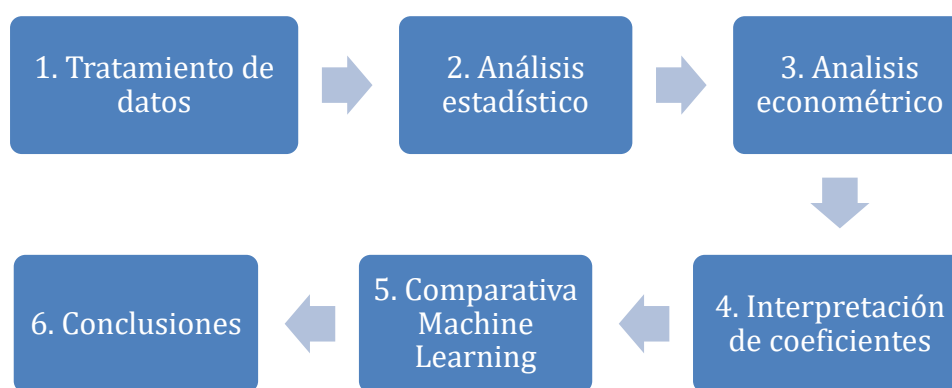 1. Tratamiento de
datos
2. Análisis
estadístico
3. Analisis
econométrico
4. Interpretación
de coeficientes
5. Comparativa
Machine
Learning
6. Conclusiones